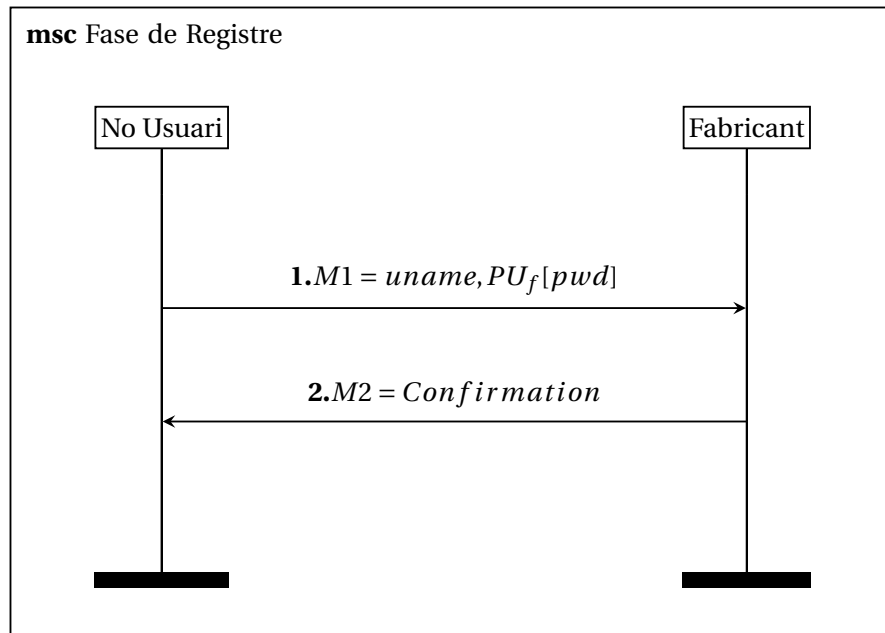 msc Fase de Registre
No Usuari
Fabricant
1.M1 = uname, PU_f[pwd]
2.M2 = Confirmation